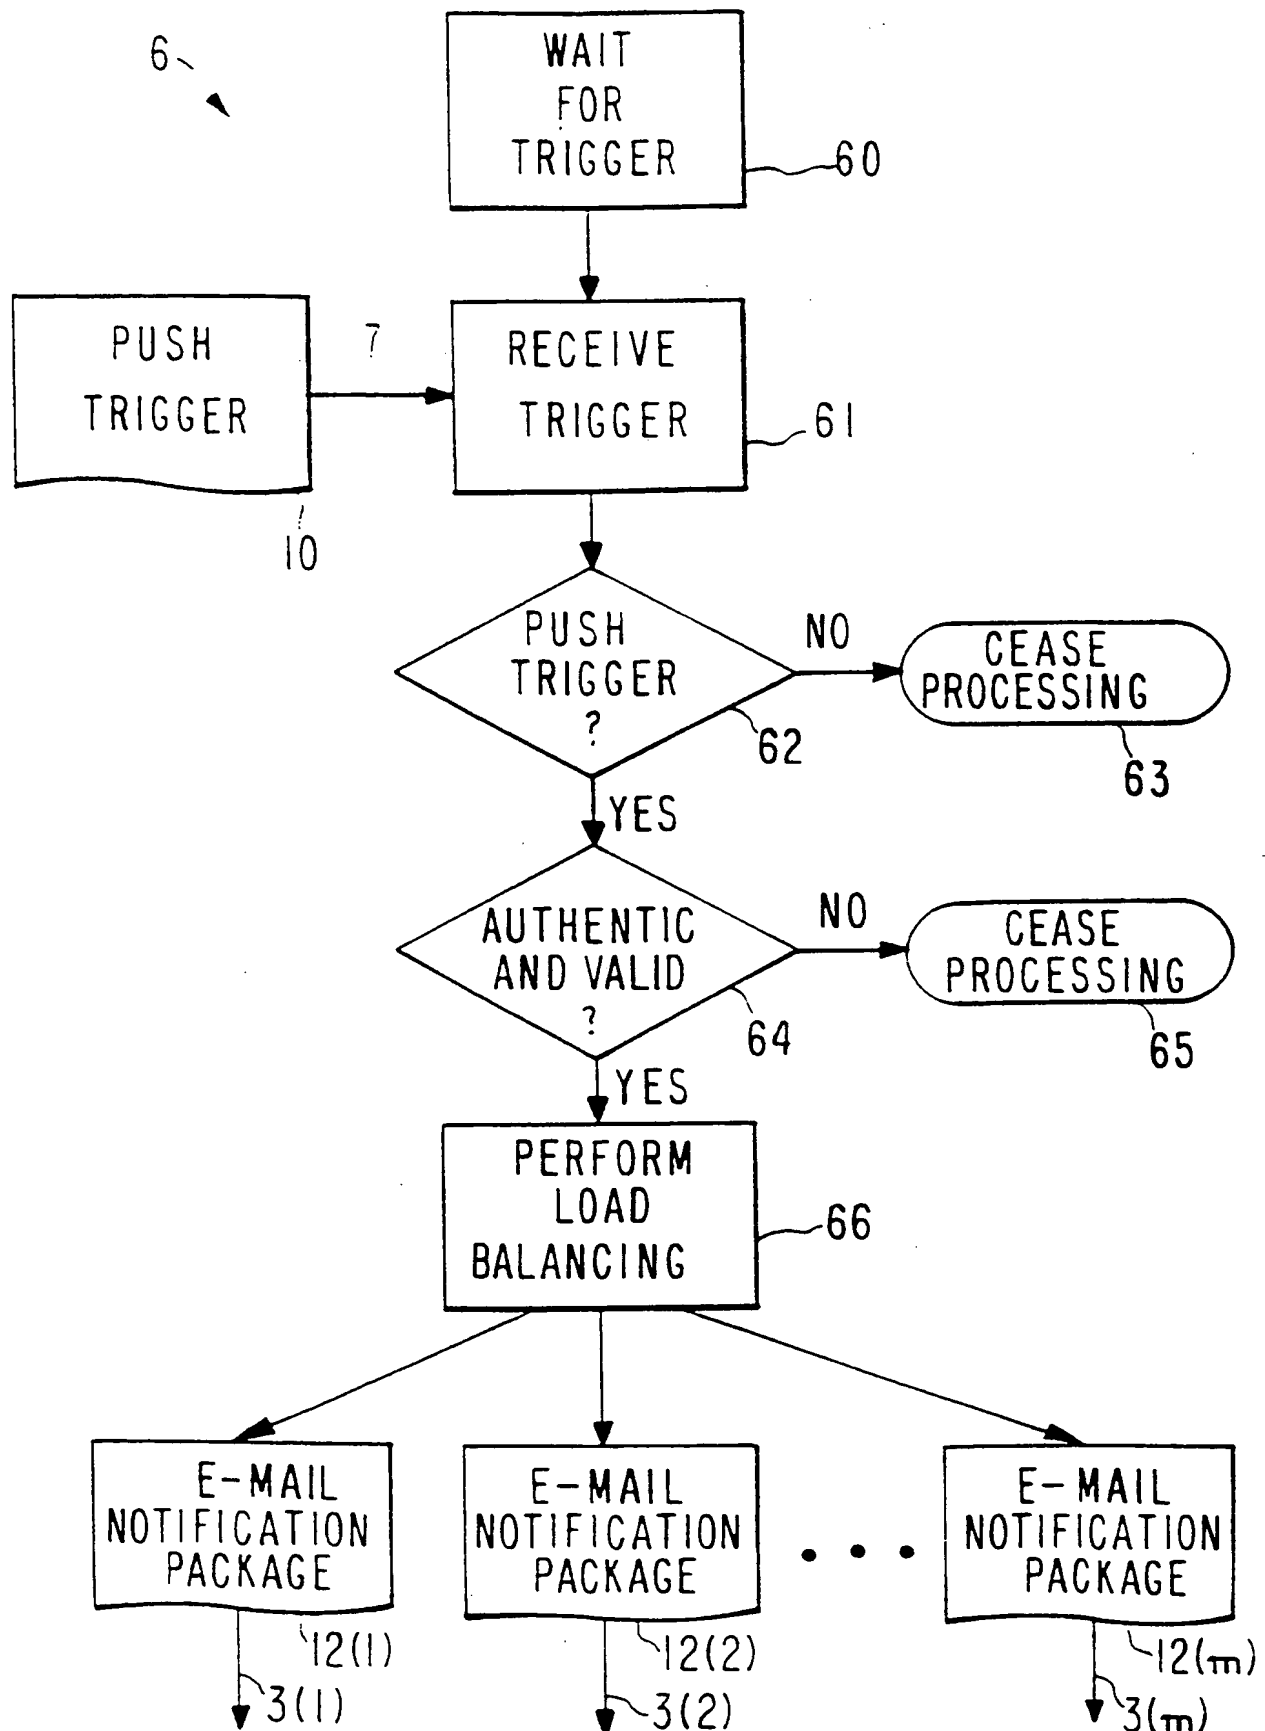 6
WAIT
FOR
TRIGGER
60
PUSH
TRIGGER
7
RECEIVE
TRIGGER
61
10
PUSH
TRIGGER
?
NO
CEASE
PROCESSING
62
63
YES
AUTHENTIC
AND VALID
?
NO
CEASE
PROCESSING
64
65
YES
PERFORM
LOAD
BALANCING
66
E-MAIL
NOTIFICATION
PACKAGE
E-MAIL
NOTIFICATION
PACKAGE
• • •
E-MAIL
NOTIFICATION
PACKAGE
12(1)
12(2)
12(m)
3(1)
3(2)
3(m)